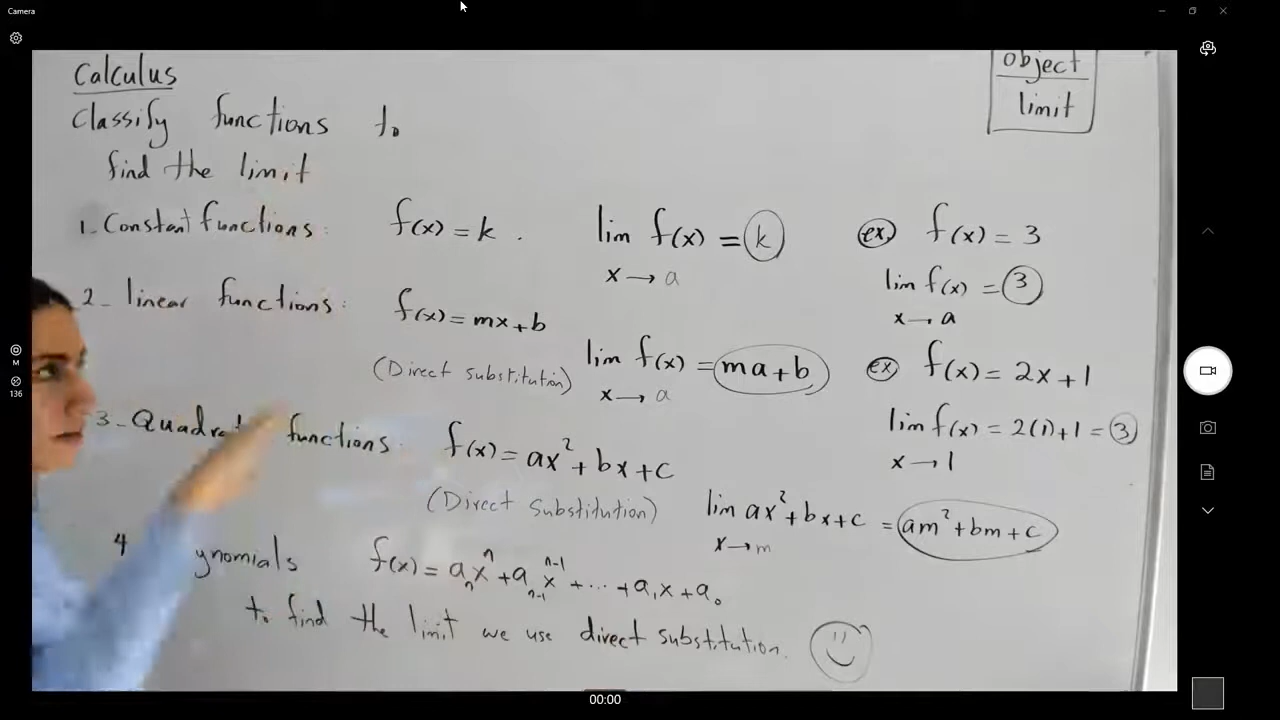 Camera
Calculus
Classify functions to
find the limit
object
limit
1- Constant functions: f(x) = k . lim f(x) = k ex) f(x) = 3
x → a
lim f(x) = 3
x → a
2- linear functions: f(x) = mx + b
(Direct substitution) lim f(x) = ma + b ex) f(x) = 2x + 1
x → a
lim f(x) = 2(1) + 1 = 3
x → 1
3- functions: f(x) = ax² + bx + c
(Direct Substitution) lim ax² + bx + c = am² + bm + c
x → m
4 ynomials f(x) = aₙxⁿ + aₙ₋₁xⁿ⁻¹ + ... + a₁x + a₀
to find the limit we use direct substitution.
M
136
00:00